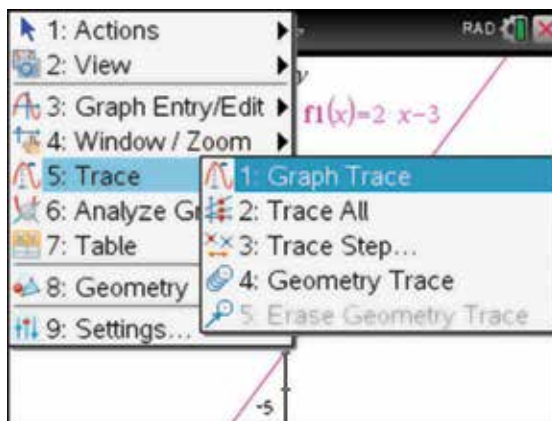 1: Actions
RAD
2: View
y
3: Graph Entry/Edit
f1(x)=2 x-3
4: Window / Zoom
5: Trace
1: Graph Trace
6: Analyze Gr
2: Trace All
7: Table
3: Trace Step...
8: Geometry
4: Geometry Trace
9: Settings...
5: Erase Geometry Trace
-5